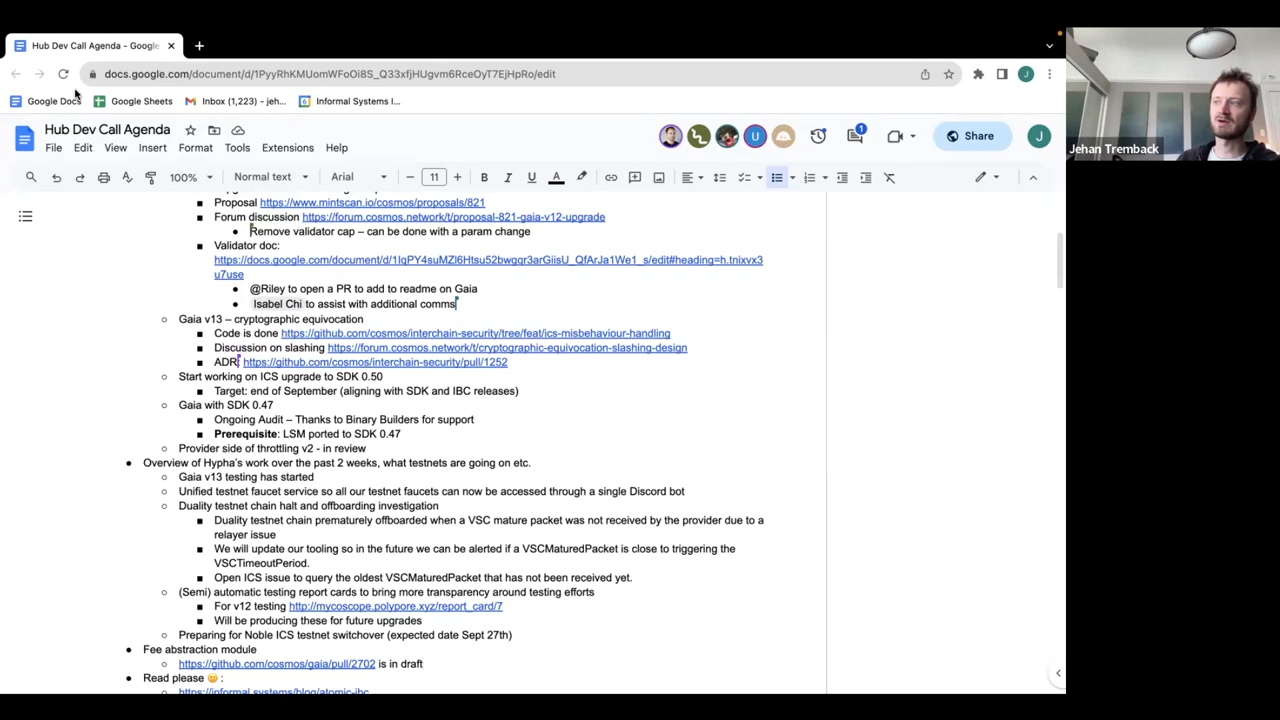 Hub Dev Call Agenda - Google
docs.google.com/document/d/1PyyRhKMUomWFoOi8S_Q33xfjHUgvm6RceOyT7EjHpRo/edit
Google Docs
Google Sheets
Inbox (1,223) - jeh...
Informal Systems I...
Hub Dev Call Agenda
File Edit View Insert Format Tools Extensions Help
U
1
Share
J
100%
Normal text
Arial
11
Proposal https://www.mintscan.io/cosmos/proposals/821
Forum discussion https://forum.cosmos.network/t/proposal-821-gaia-v12-upgrade
Remove validator cap – can be done with a param change
Validator doc:
https://docs.google.com/document/d/1IqPY4suMZl6Htsu52bwgqr3arGiisU_QfArJa1We1_s/edit#heading=h.tnixvx3
u7use
@Riley to open a PR to add to readme on Gaia
Isabel Chi to assist with additional comms
Gaia v13 – cryptographic equivocation
Code is done https://github.com/cosmos/interchain-security/tree/feat/ics-misbehaviour-handling
Discussion on slashing https://forum.cosmos.network/t/cryptographic-equivocation-slashing-design
ADR: https://github.com/cosmos/interchain-security/pull/1252
Start working on ICS upgrade to SDK 0.50
Target: end of September (aligning with SDK and IBC releases)
Gaia with SDK 0.47
Ongoing Audit – Thanks to Binary Builders for support
Prerequisite: LSM ported to SDK 0.47
Provider side of throttling v2 - in review
Overview of Hypha's work over the past 2 weeks, what testnets are going on etc.
Gaia v13 testing has started
Unified testnet faucet service so all our testnet faucets can now be accessed through a single Discord bot
Duality testnet chain halt and offboarding investigation
Duality testnet chain prematurely offboarded when a VSC mature packet was not received by the provider due to a
relayer issue
We will update our tooling so in the future we can be alerted if a VSCMaturedPacket is close to triggering the
VSCTimeoutPeriod.
Open ICS issue to query the oldest VSCMaturedPacket that has not been received yet.
(Semi) automatic testing report cards to bring more transparency around testing efforts
For v12 testing http://mycoscope.polypore.xyz/report_card/7
Will be producing these for future upgrades
Preparing for Noble ICS testnet switchover (expected date Sept 27th)
Fee abstraction module
https://github.com/cosmos/gaia/pull/2702 is in draft
Read please 🙂 :
https://informal.systems/blog/atomic-ibc
Jehan Tremback